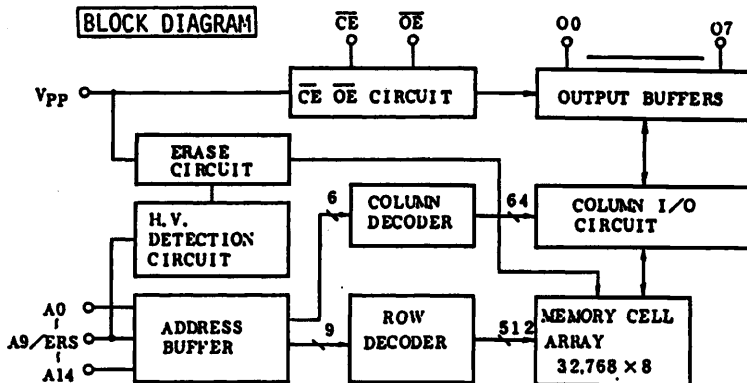 BLOCK DIAGRAM
CE OE O0 O7
VPP
CE OE CIRCUIT
OUTPUT BUFFERS
ERASE
CIRCUIT
6
COLUMN
DECODER
64
COLUMN I/O
CIRCUIT
H.V.
DETECTION
CIRCUIT
A0
A9/ERS
A14
ADDRESS
BUFFER
9
ROW
DECODER
512
MEMORY CELL
ARRAY
32,768 × 8